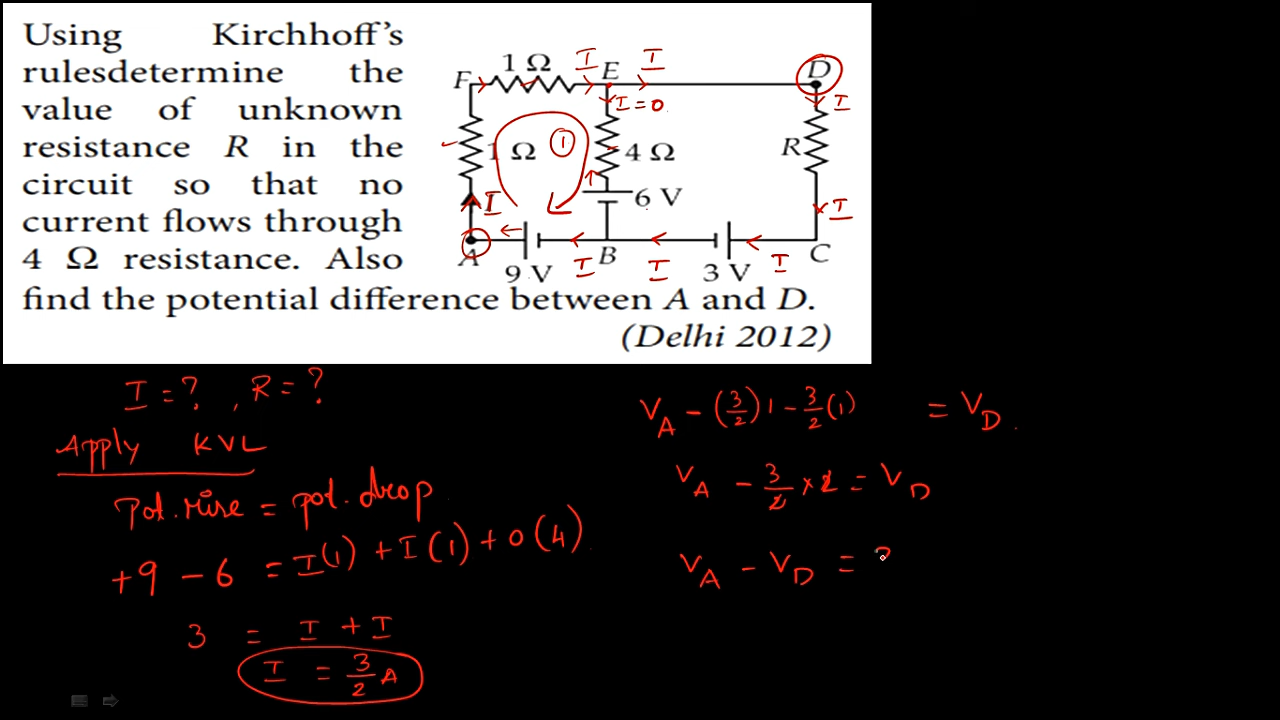 Using Kirchhoff's
rulesdetermine the
value of unknown
resistance R in the
circuit so that no
current flows through
4 Ω resistance. Also
find the potential difference between A and D.
(Delhi 2012)
F 1 Ω I E I D
I = 0 I
1 Ω 1 4 Ω R
I 6 V I
A 9 V I B I 3 V I C
I = ? , R = ?
Apply KVL
Pot. rise = pot. drop
+9 - 6 = I(1) + I(1) + 0(4)
3 = I + I
I = 3/2 A
V_A - (3/2)1 - 3/2(1) = V_D.
V_A - 3/2 × 2 = V_D
V_A - V_D =